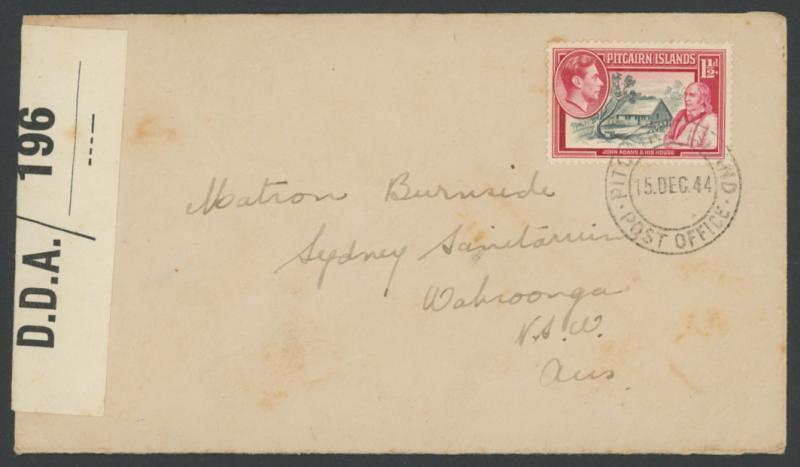 PITCAIRN ISLANDS
1½d.
JOHN ADAMS & HIS HOUSE
15.DEC.44
POST OFFICE
D.D.A./196
Matron Burnside
Sydney Sanitarium
Wahroonga
N.S.W.
Aus.